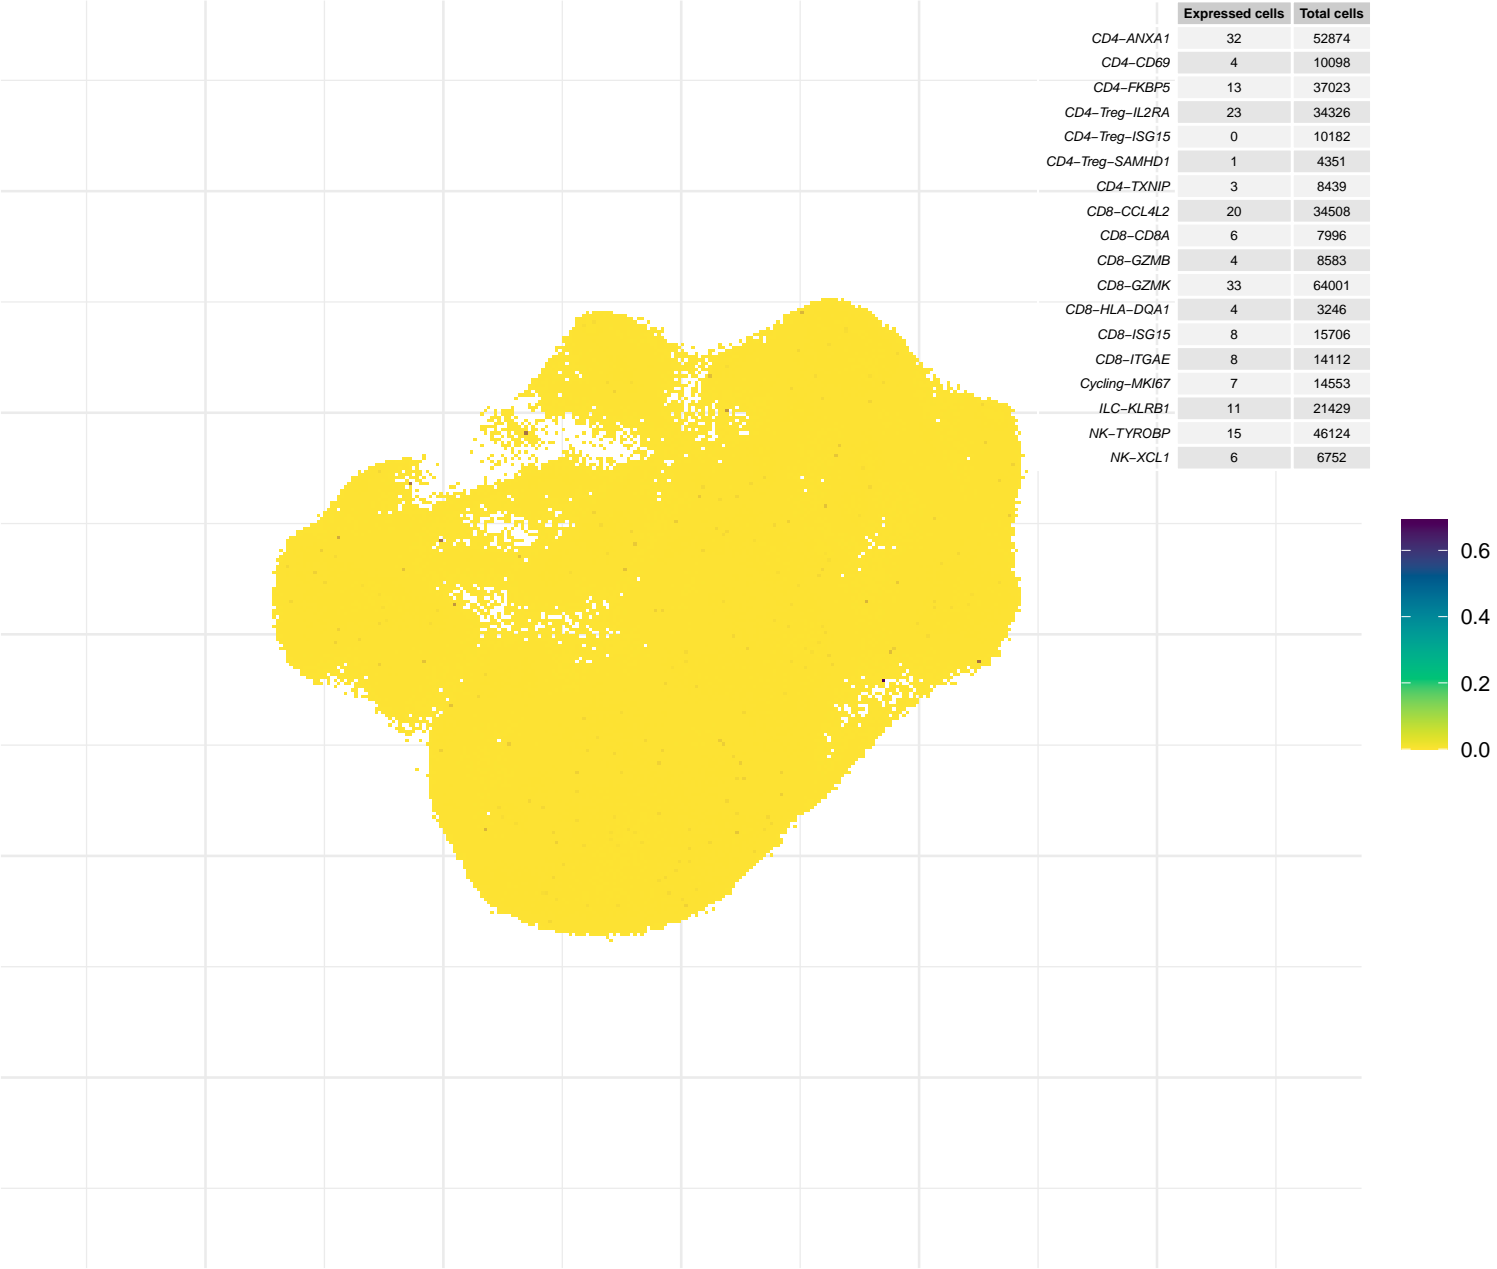 Expressed cells Total cells
CD4−ANXA1 32 52874
CD4−CD69 4 10098
CD4−FKBP5 13 37023
CD4−Treg−IL2RA 23 34326
CD4−Treg−ISG15 0 10182
CD4−Treg−SAMHD1 1 4351
CD4−TXNIP 3 8439
CD8−CCL4L2 20 34508
CD8−CD8A 6 7996
CD8−GZMB 4 8583
CD8−GZMK 33 64001
CD8−HLA−DQA1 4 3246
CD8−ISG15 8 15706
CD8−ITGAE 8 14112
Cycling−MKI67 7 14553
ILC−KLRB1 11 21429
NK−TYROBP 15 46124
NK−XCL1 6 6752
0.6
0.4
0.2
0.0